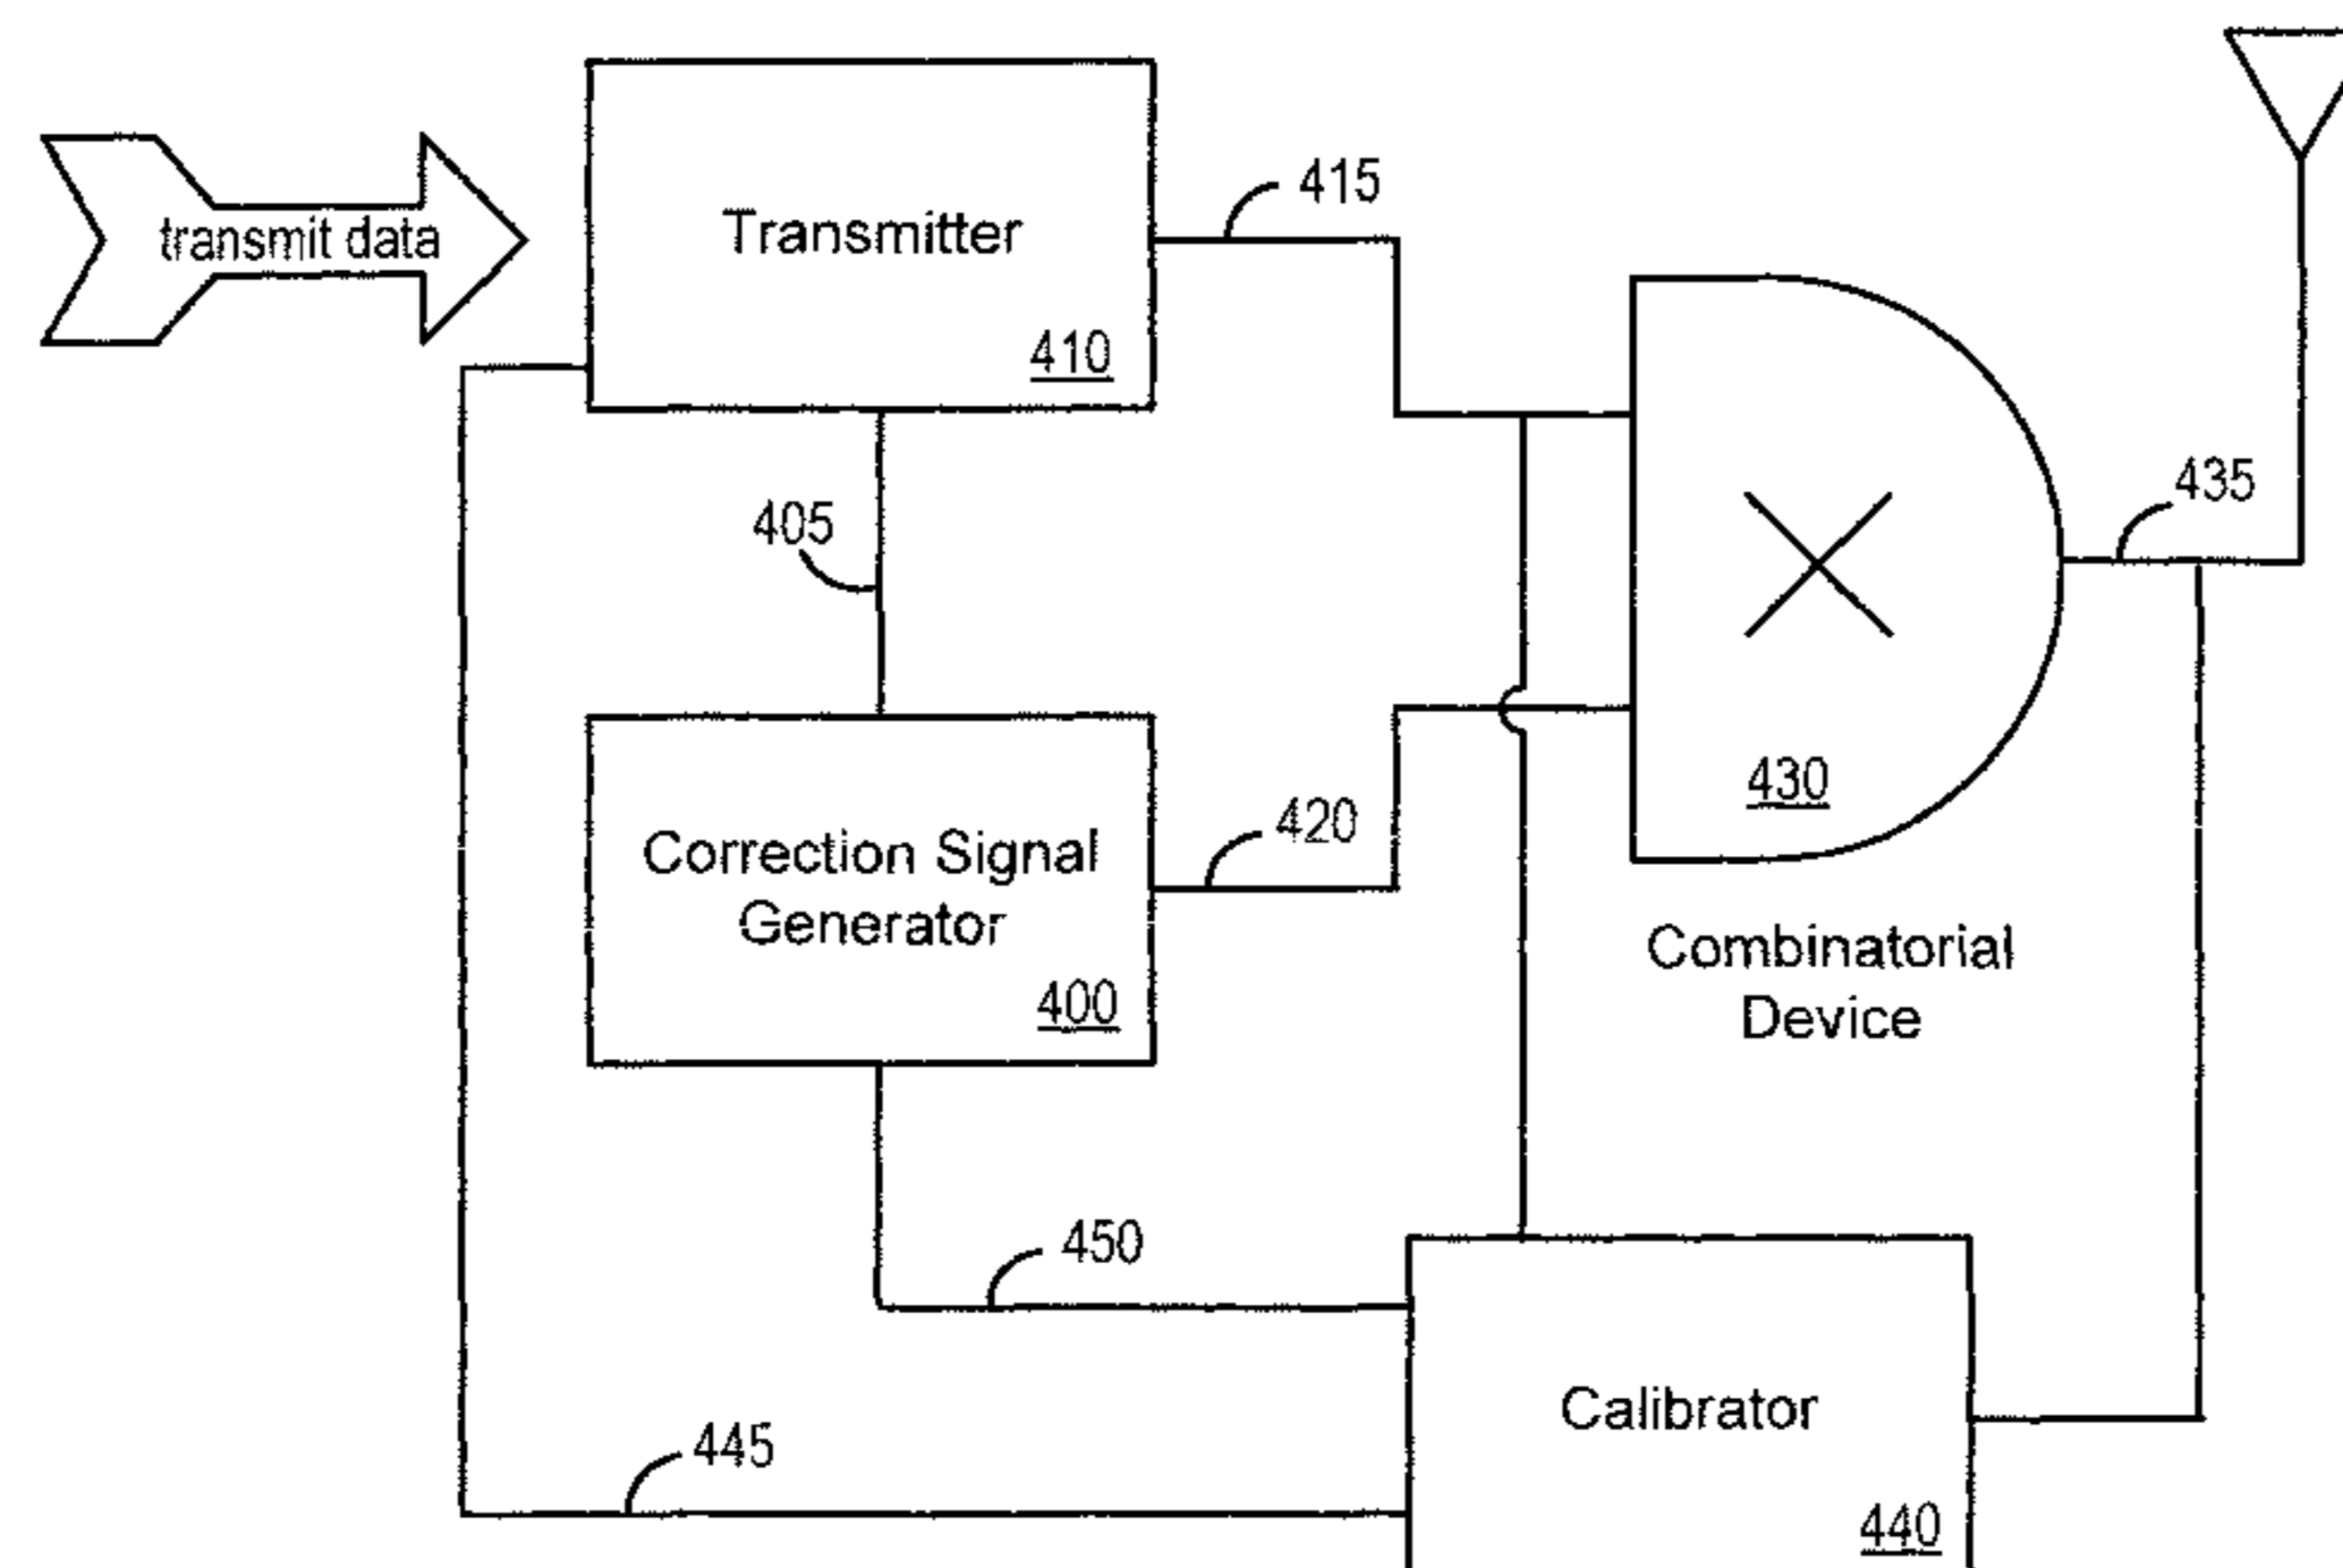 transmit data
Transmitter
410
415
405
435
430
Correction Signal
Generator
400
420
Combinatorial
Device
450
Calibrator
445
440